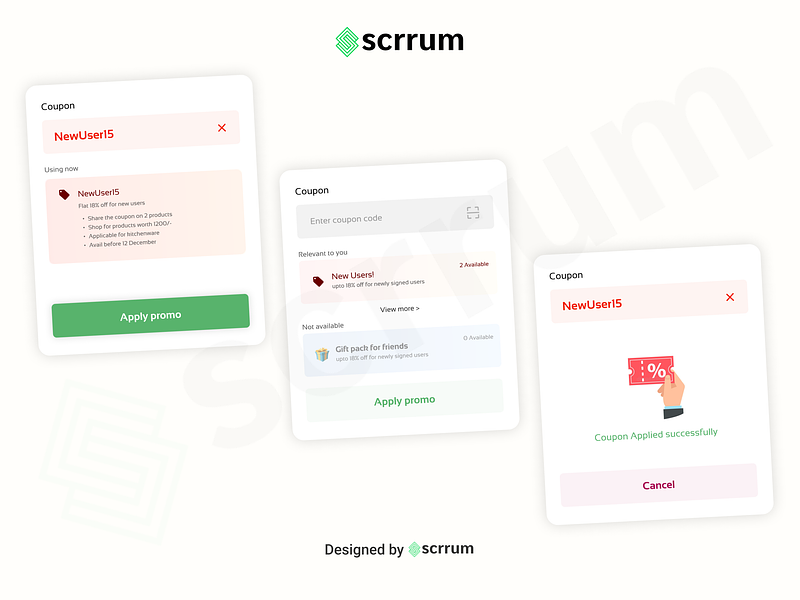 scrrum
Coupon
NewUser15
Using now
NewUser15
Flat 18% off for new users
• Share the coupon on 2 products
• Shop for products worth 1200/-
• Applicable for kitchenware
• Avail before 12 December
Apply promo
Coupon
Enter coupon code
Relevant to you
New Users!
2 Available
upto 18% off for newly signed users
View more >
Not available
Gift pack for friends
0 Available
upto 18% off for newly signed users
Apply promo
Coupon
NewUser15
%
Coupon Applied successfully
Cancel
scrrum
Designed by scrrum